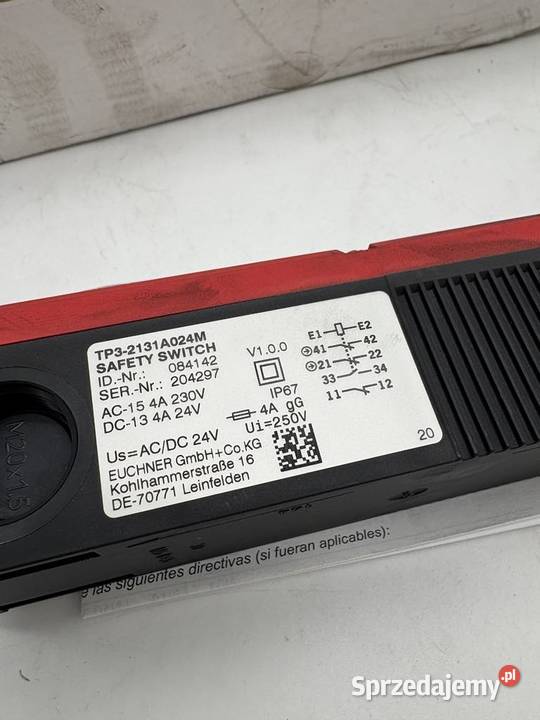 TP3-2131A024M
SAFETY SWITCH
ID.-Nr.: 084142
SER.-Nr.: 204297
AC-15 4A 230V
DC-13 4A 24V
Us=AC/DC 24V
EUCHNER GmbH+Co.KG
Kohlhammerstraße 16
DE-70771 Leinfelden
V1.0.0
IP67
4A gG
Ui=250V
E1 E2
41 42
21 22
33 34
11 12
20
M20x1.5
las siguientes directivas (si fueran aplicables):
Sprzedajemy.pl